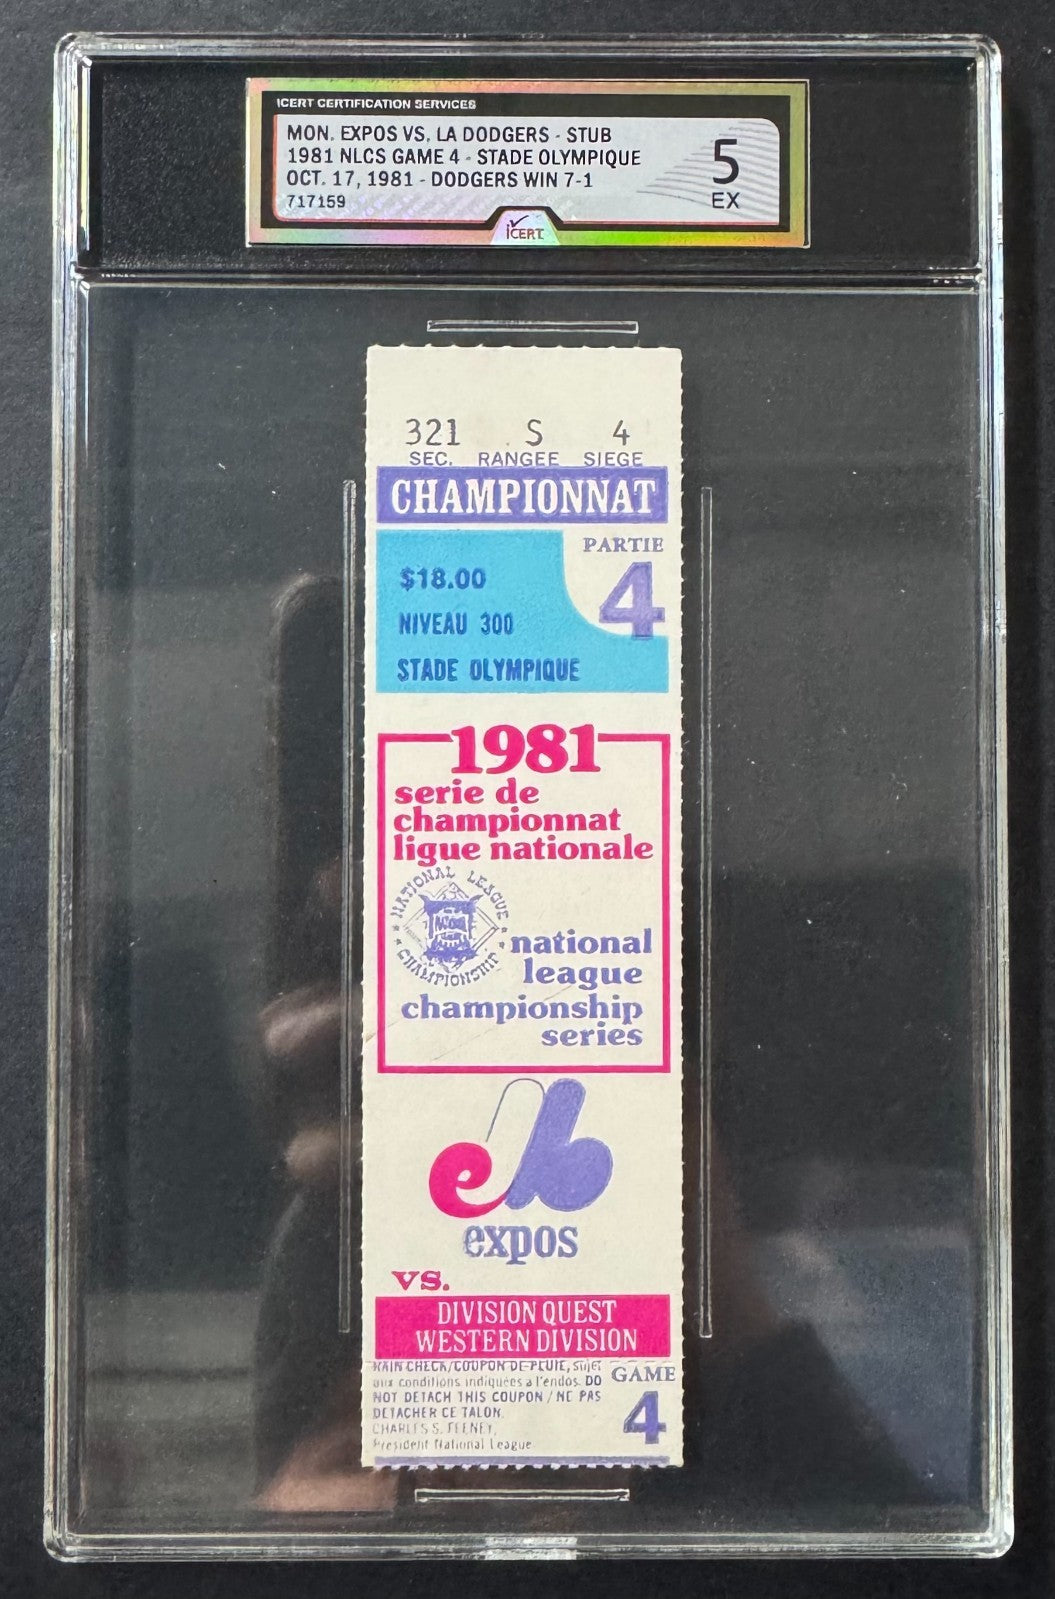 ICERT CERTIFICATION SERVICES
MON. EXPOS VS. LA DODGERS - STUB
1981 NLCS GAME 4 - STADE OLYMPIQUE
OCT. 17, 1981 - DODGERS WIN 7-1
717159
5
EX
iCERT
321 S 4
SEC. RANGEE SIEGE
CHAMPIONNAT
PARTIE
4
$18.00
NIVEAU 300
STADE OLYMPIQUE
1981
serie de
championnat
ligue nationale
NATIONAL LEAGUE
CHAMPIONSHIP
national
league
championship
series
expos
vs.
DIVISION QUEST
WESTERN DIVISION
RAIN CHECK/COUPON DE PLUIE, sujet
aux conditions indiquées a l'endos. DO
NOT DETACH THIS COUPON / NE PAS
DETACHER CE TALON.
CHARLES S. FEENEY,
President National League
GAME
4